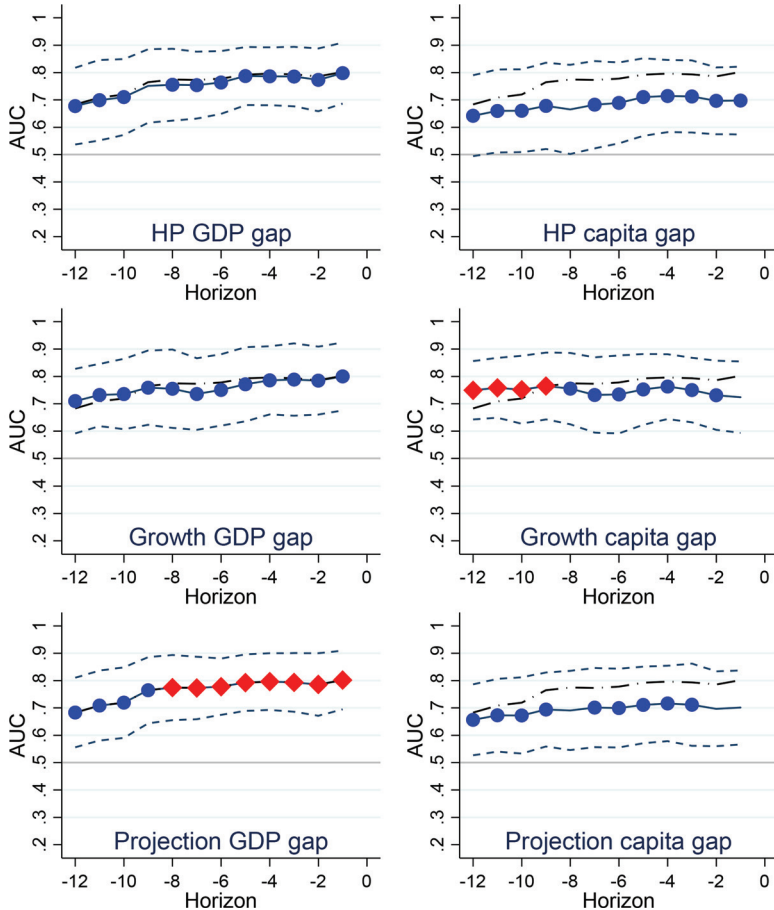 AUC
.2 .3 .4 .5 .6 .7 .8 .9 1
HP GDP gap
-12 -10 -8 -6 -4 -2 0
Horizon
AUC
.2 .3 .4 .5 .6 .7 .8 .9 1
HP capita gap
-12 -10 -8 -6 -4 -2 0
Horizon
AUC
.2 .3 .4 .5 .6 .7 .8 .9 1
Growth GDP gap
-12 -10 -8 -6 -4 -2 0
Horizon
AUC
.2 .3 .4 .5 .6 .7 .8 .9 1
Growth capita gap
-12 -10 -8 -6 -4 -2 0
Horizon
AUC
.2 .3 .4 .5 .6 .7 .8 .9 1
Projection GDP gap
-12 -10 -8 -6 -4 -2 0
Horizon
AUC
.2 .3 .4 .5 .6 .7 .8 .9 1
Projection capita gap
-12 -10 -8 -6 -4 -2 0
Horizon